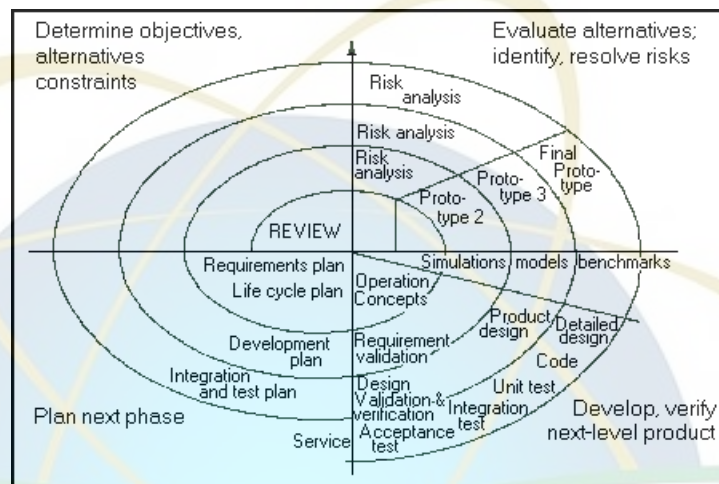 Determine objectives,
alternatives
constraints
Evaluate alternatives;
identify, resolve risks
Risk
analysis
Risk analysis
Risk
analysis
Proto-
type 2
Proto-
type 3
Final
Proto-
type
REVIEW
Simulations, models benchmarks
Requirements plan
Life cycle plan
Operation
Concepts
Development
plan
Requirement
validation
Product
design
Detailed
design
Integration
and test plan
Design
Validation-&
verification
Code
Unit test
Integration
test
Acceptance
test
Service
Plan next phase
Develop, verify
next-level product